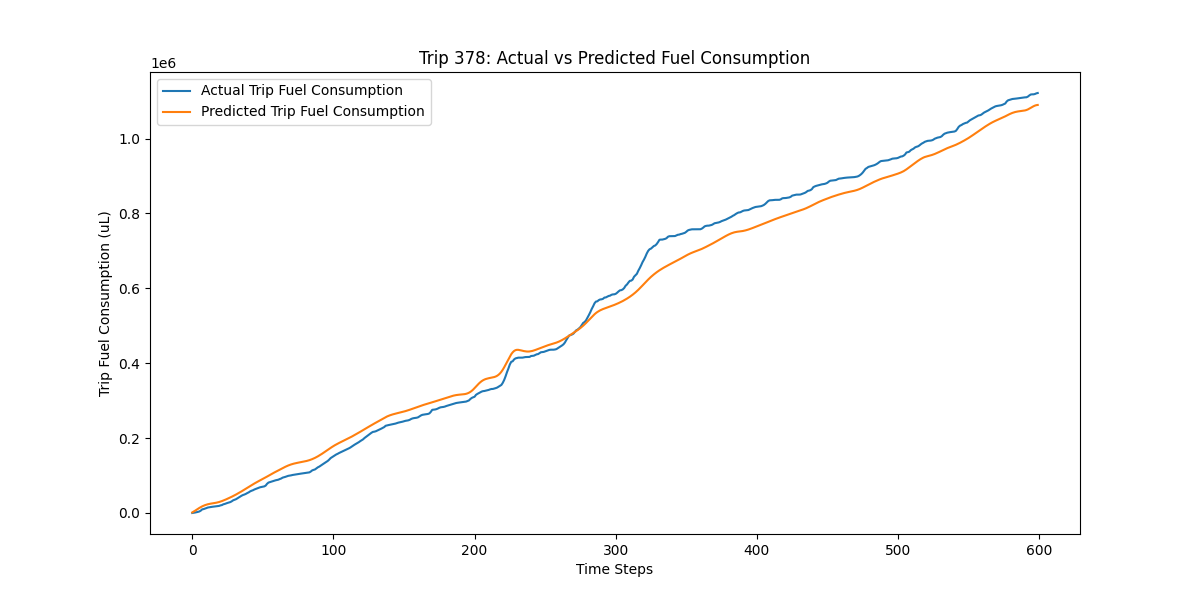 Trip 378: Actual vs Predicted Fuel Consumption
1e6
Actual Trip Fuel Consumption
Predicted Trip Fuel Consumption
1.0
0.8
0.6
0.4
0.2
0.0
Trip Fuel Consumption (uL)
0 100 200 300 400 500 600
Time Steps